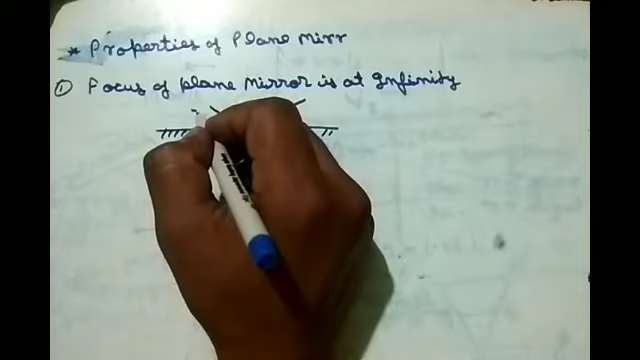 * Properties of Plane Mirr
① Focus of plane Mirror is at Infinity